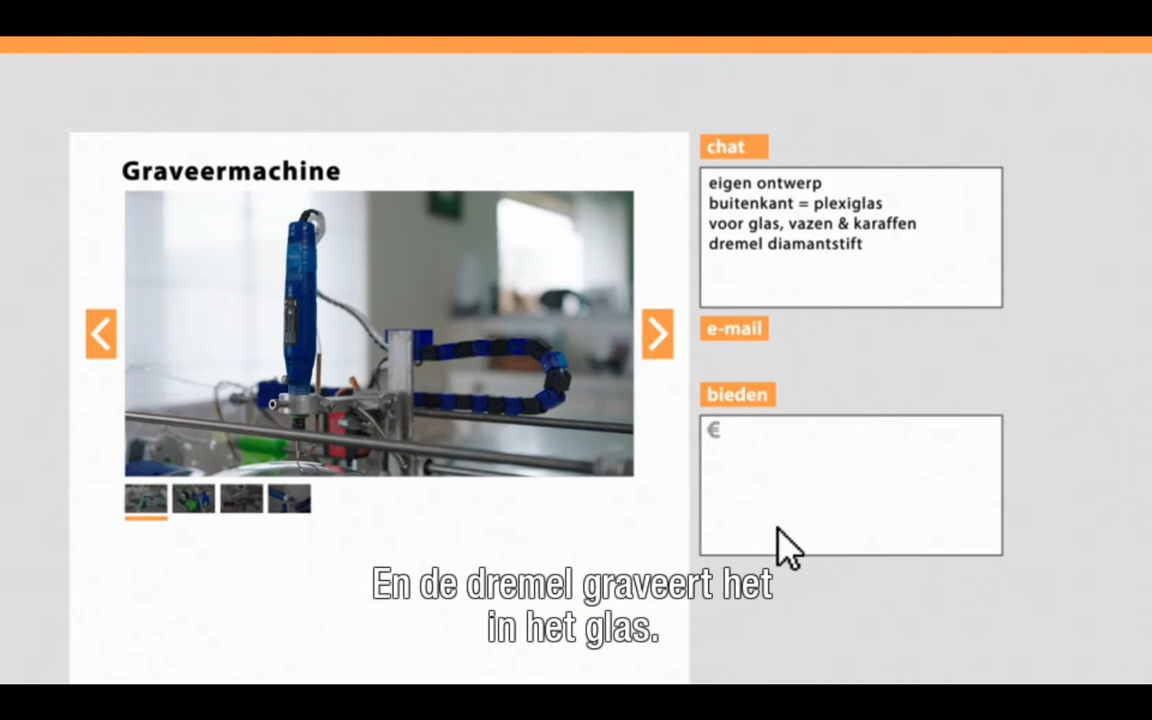 Graveermachine
chat
eigen ontwerp
buitenkant = plexiglas
voor glas, vazen & karaffen
dremel diamantstift
e-mail
bieden
€
En de dremel graveert het
in het glas.